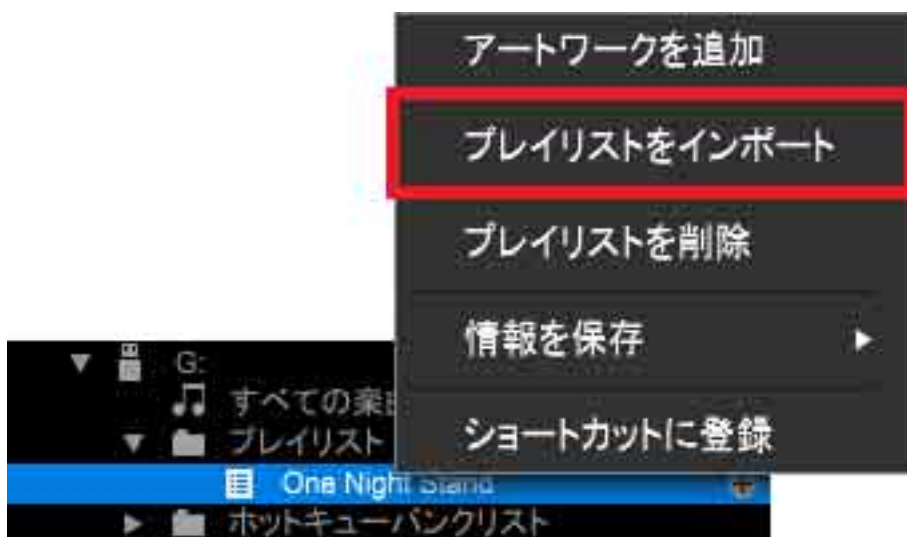 アートワークを追加
プレイリストをインポート
プレイリストを削除
情報を保存
ショートカットに登録
G:
すべての楽
プレイリスト
One Night Stand
ホットキューバンクリスト